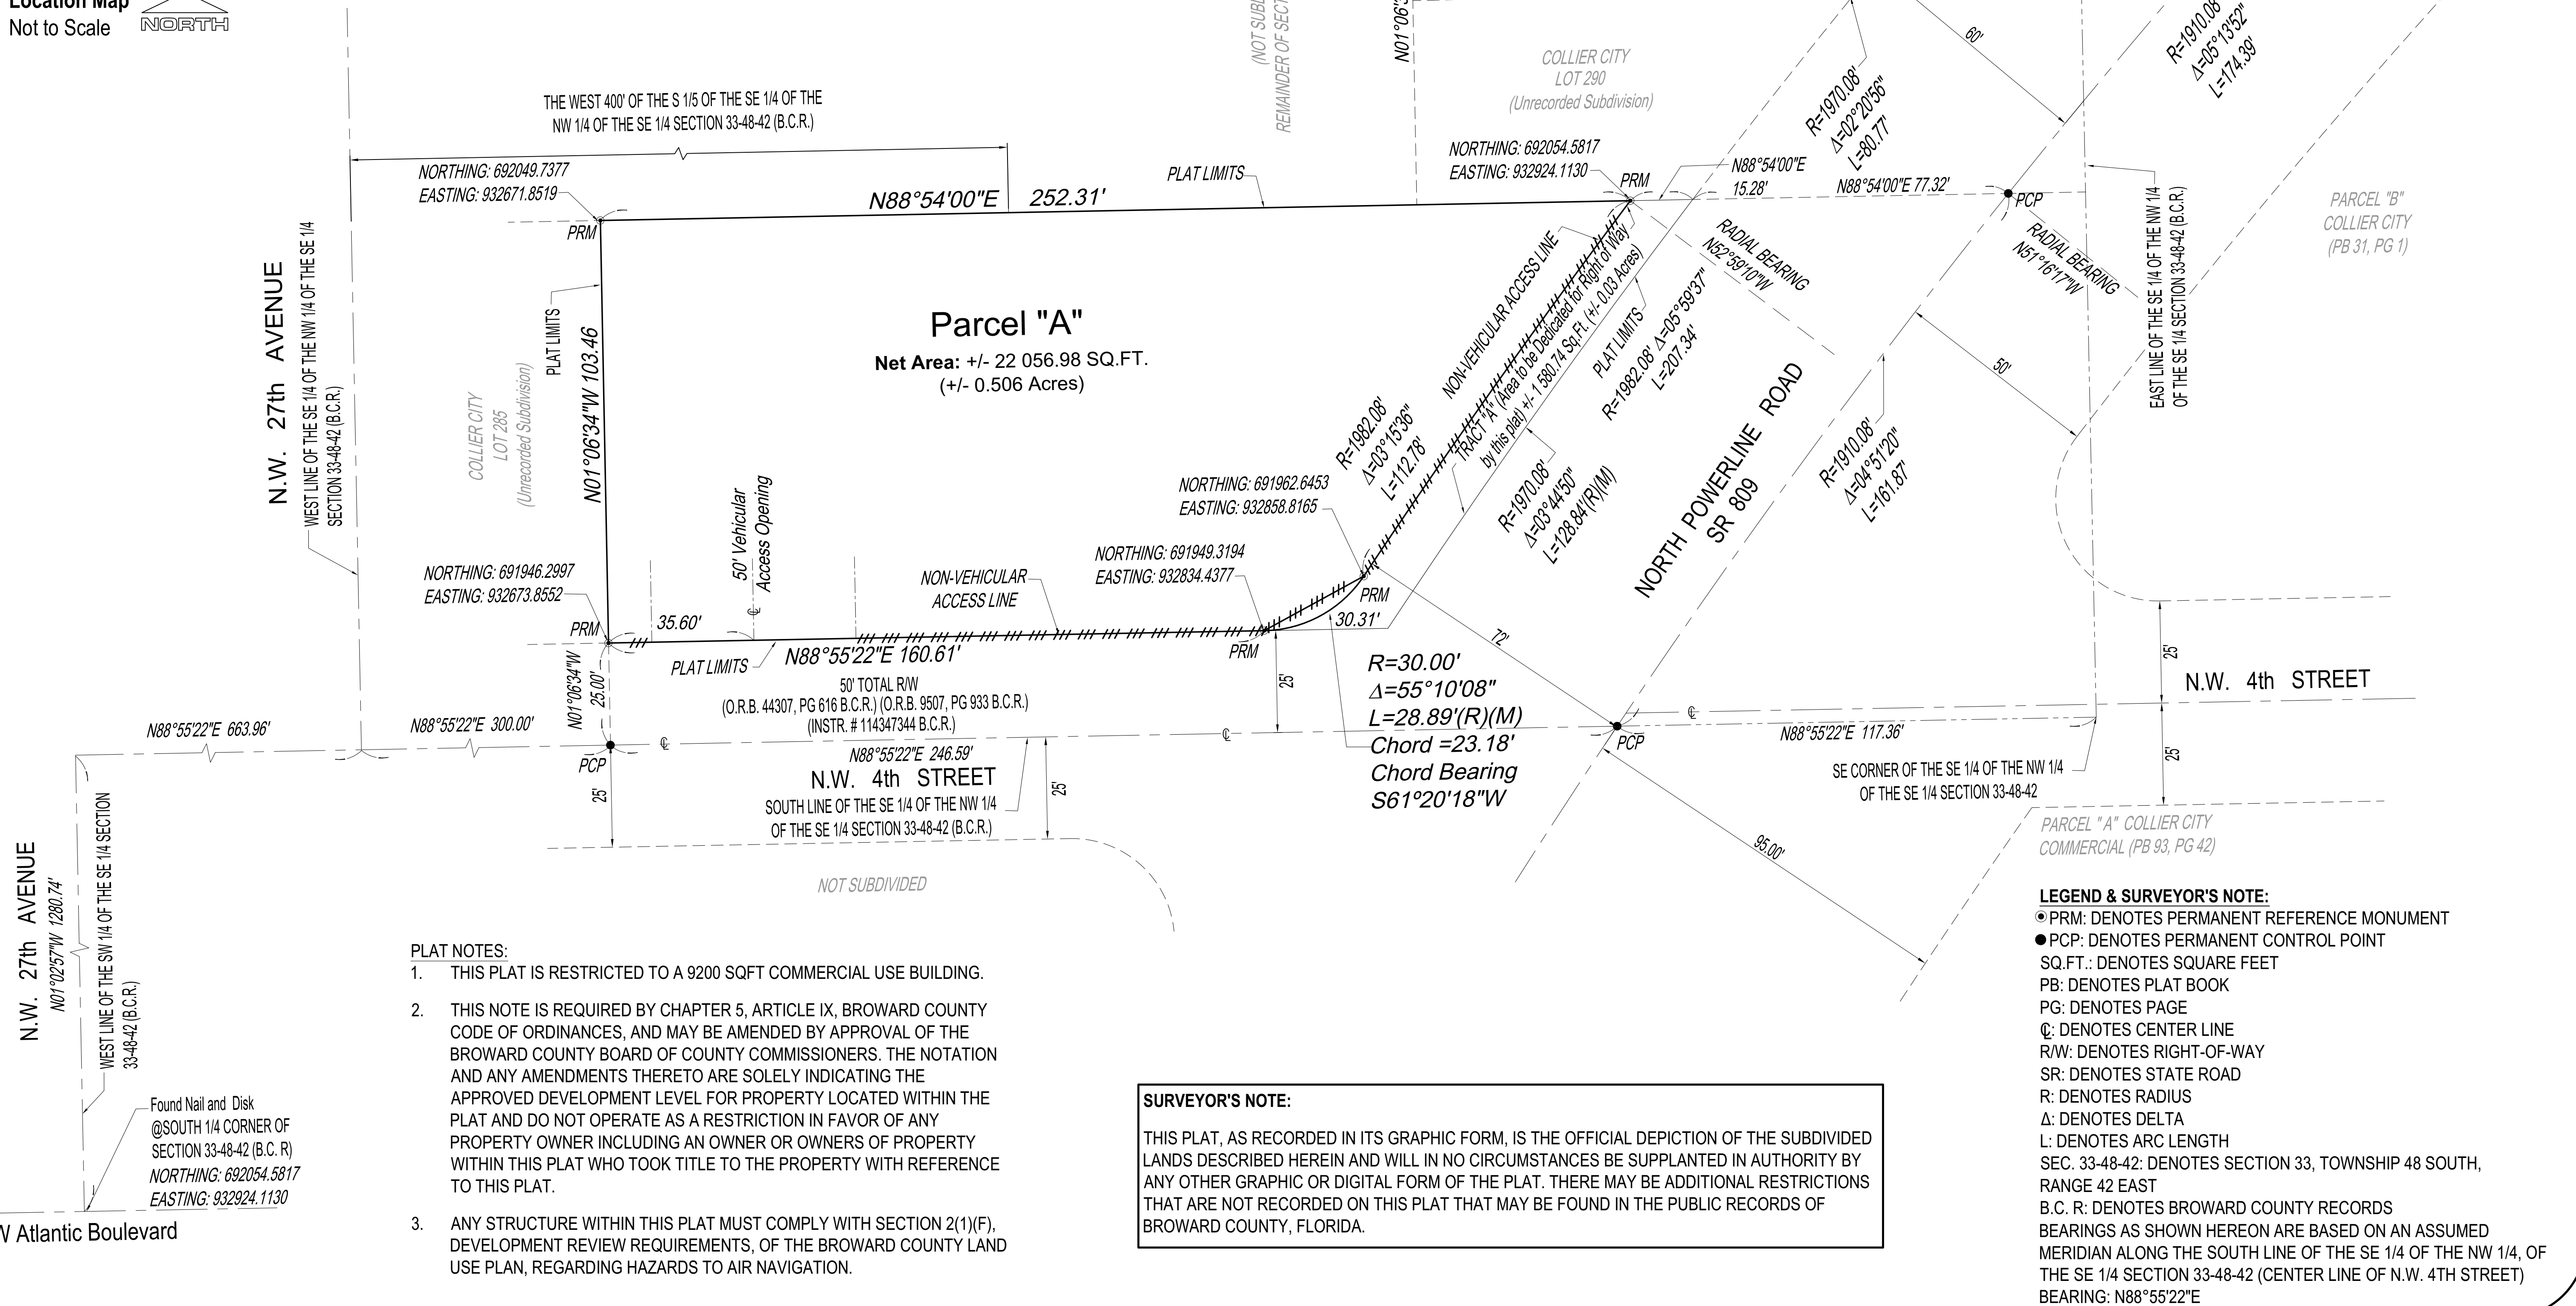 Location Map
Not to Scale
NORTH
THE WEST 400' OF THE S 1/5 OF THE SE 1/4 OF THE
NW 1/4 OF THE SE 1/4 SECTION 33-48-42 (B.C.R.)
NORTHING: 692049.7377
EASTING: 932671.8519
PRM
N88°54'00"E 252.31'
PLAT LIMITS
(NOT SUBD
REMAINDER OF SECT
N01°06'3
COLLIER CITY
LOT 290
(Unrecorded Subdivision)
NORTHING: 692054.5817
EASTING: 932924.1130
PRM
N88°54'00"E
15.28'
N88°54'00"E 77.32'
PCP
R=1970.08'
Δ=02°20'56"
L=80.77'
60'
R=1910.08'
Δ=05°13'52"
L=174.39'
RADIAL BEARING
N52°59'10"W
RADIAL BEARING
N51°16'17"W
EAST LINE OF THE SE 1/4 OF THE NW 1/4
OF THE SE 1/4 SECTION 33-48-42 (B.C.R.)
PARCEL "B"
COLLIER CITY
(PB 31, PG 1)
N.W. 27th AVENUE
WEST LINE OF THE SE 1/4 OF THE NW 1/4 OF THE SE 1/4
SECTION 33-48-42 (B.C.R.)
COLLIER CITY
LOT 285
(Unrecorded Subdivision)
PLAT LIMITS
N01°06'34"W 103.46
Parcel "A"
Net Area: +/- 22 056.98 SQ.FT.
(+/- 0.506 Acres)
NON-VEHICULAR ACCESS LINE
TRACT "A" (Area to be Dedicated for Right of Way
by this plat) +/- 1 580.74 Sq.Ft. (+/- 0.03 Acres)
PLAT LIMITS
R=1982.08' Δ=05°59'37"
L=207.34'
R=1982.08'
Δ=03°15'36"
L=112.78'
R=1970.08'
Δ=03°44'50"
L=128.84'(R)(M)
NORTH POWERLINE ROAD
SR 809
R=1910.08'
Δ=04°51'20"
L=161.87'
50'
NORTHING: 691962.6453
EASTING: 932858.8165
NORTHING: 691949.3194
EASTING: 932834.4377
NORTHING: 691946.2997
EASTING: 932673.8552
PRM
35.60'
50' Vehicular
Access Opening
NON-VEHICULAR
ACCESS LINE
PRM
PRM
30.31'
72'
N88°55'22"E 160.61'
PLAT LIMITS
N01°06'34"W
25.00'
50' TOTAL R/W
(O.R.B. 44307, PG 616 B.C.R.) (O.R.B. 9507, PG 933 B.C.R.)
(INSTR. # 114347344 B.C.R.)
25'
R=30.00'
Δ=55°10'08"
L=28.89'(R)(M)
Chord =23.18'
Chord Bearing
S61º20'18"W
N88°55'22"E 663.96'
N88°55'22"E 300.00'
℄
PCP
N88°55'22"E 246.59'
℄
PCP
℄
N88°55'22"E 117.36'
25'
N.W. 4th STREET
25'
25'
N.W. 4th STREET
25'
SOUTH LINE OF THE SE 1/4 OF THE NW 1/4
OF THE SE 1/4 SECTION 33-48-42 (B.C.R.)
SE CORNER OF THE SE 1/4 OF THE NW 1/4
OF THE SE 1/4 SECTION 33-48-42
95.00'
NOT SUBDIVIDED
PARCEL "A" COLLIER CITY
COMMERCIAL (PB 93, PG 42)
N.W. 27th AVENUE
N01°02'57"W 1280.74'
WEST LINE OF THE SW 1/4 OF THE SE 1/4 SECTION
33-48-42 (B.C.R.)
Found Nail and Disk
@SOUTH 1/4 CORNER OF
SECTION 33-48-42 (B.C. R)
NORTHING: 692054.5817
EASTING: 932924.1130
W Atlantic Boulevard
PLAT NOTES:
1. THIS PLAT IS RESTRICTED TO A 9200 SQFT COMMERCIAL USE BUILDING.
2. THIS NOTE IS REQUIRED BY CHAPTER 5, ARTICLE IX, BROWARD COUNTY
CODE OF ORDINANCES, AND MAY BE AMENDED BY APPROVAL OF THE
BROWARD COUNTY BOARD OF COUNTY COMMISSIONERS. THE NOTATION
AND ANY AMENDMENTS THERETO ARE SOLELY INDICATING THE
APPROVED DEVELOPMENT LEVEL FOR PROPERTY LOCATED WITHIN THE
PLAT AND DO NOT OPERATE AS A RESTRICTION IN FAVOR OF ANY
PROPERTY OWNER INCLUDING AN OWNER OR OWNERS OF PROPERTY
WITHIN THIS PLAT WHO TOOK TITLE TO THE PROPERTY WITH REFERENCE
TO THIS PLAT.
3. ANY STRUCTURE WITHIN THIS PLAT MUST COMPLY WITH SECTION 2(1)(F),
DEVELOPMENT REVIEW REQUIREMENTS, OF THE BROWARD COUNTY LAND
USE PLAN, REGARDING HAZARDS TO AIR NAVIGATION.
SURVEYOR'S NOTE:
THIS PLAT, AS RECORDED IN ITS GRAPHIC FORM, IS THE OFFICIAL DEPICTION OF THE SUBDIVIDED
LANDS DESCRIBED HEREIN AND WILL IN NO CIRCUMSTANCES BE SUPPLANTED IN AUTHORITY BY
ANY OTHER GRAPHIC OR DIGITAL FORM OF THE PLAT. THERE MAY BE ADDITIONAL RESTRICTIONS
THAT ARE NOT RECORDED ON THIS PLAT THAT MAY BE FOUND IN THE PUBLIC RECORDS OF
BROWARD COUNTY, FLORIDA.
LEGEND & SURVEYOR'S NOTE:
PRM: DENOTES PERMANENT REFERENCE MONUMENT
PCP: DENOTES PERMANENT CONTROL POINT
SQ.FT.: DENOTES SQUARE FEET
PB: DENOTES PLAT BOOK
PG: DENOTES PAGE
℄: DENOTES CENTER LINE
R/W: DENOTES RIGHT-OF-WAY
SR: DENOTES STATE ROAD
R: DENOTES RADIUS
Δ: DENOTES DELTA
L: DENOTES ARC LENGTH
SEC. 33-48-42: DENOTES SECTION 33, TOWNSHIP 48 SOUTH,
RANGE 42 EAST
B.C. R: DENOTES BROWARD COUNTY RECORDS
BEARINGS AS SHOWN HEREON ARE BASED ON AN ASSUMED
MERIDIAN ALONG THE SOUTH LINE OF THE SE 1/4 OF THE NW 1/4, OF
THE SE 1/4 SECTION 33-48-42 (CENTER LINE OF N.W. 4TH STREET)
BEARING: N88°55'22"E